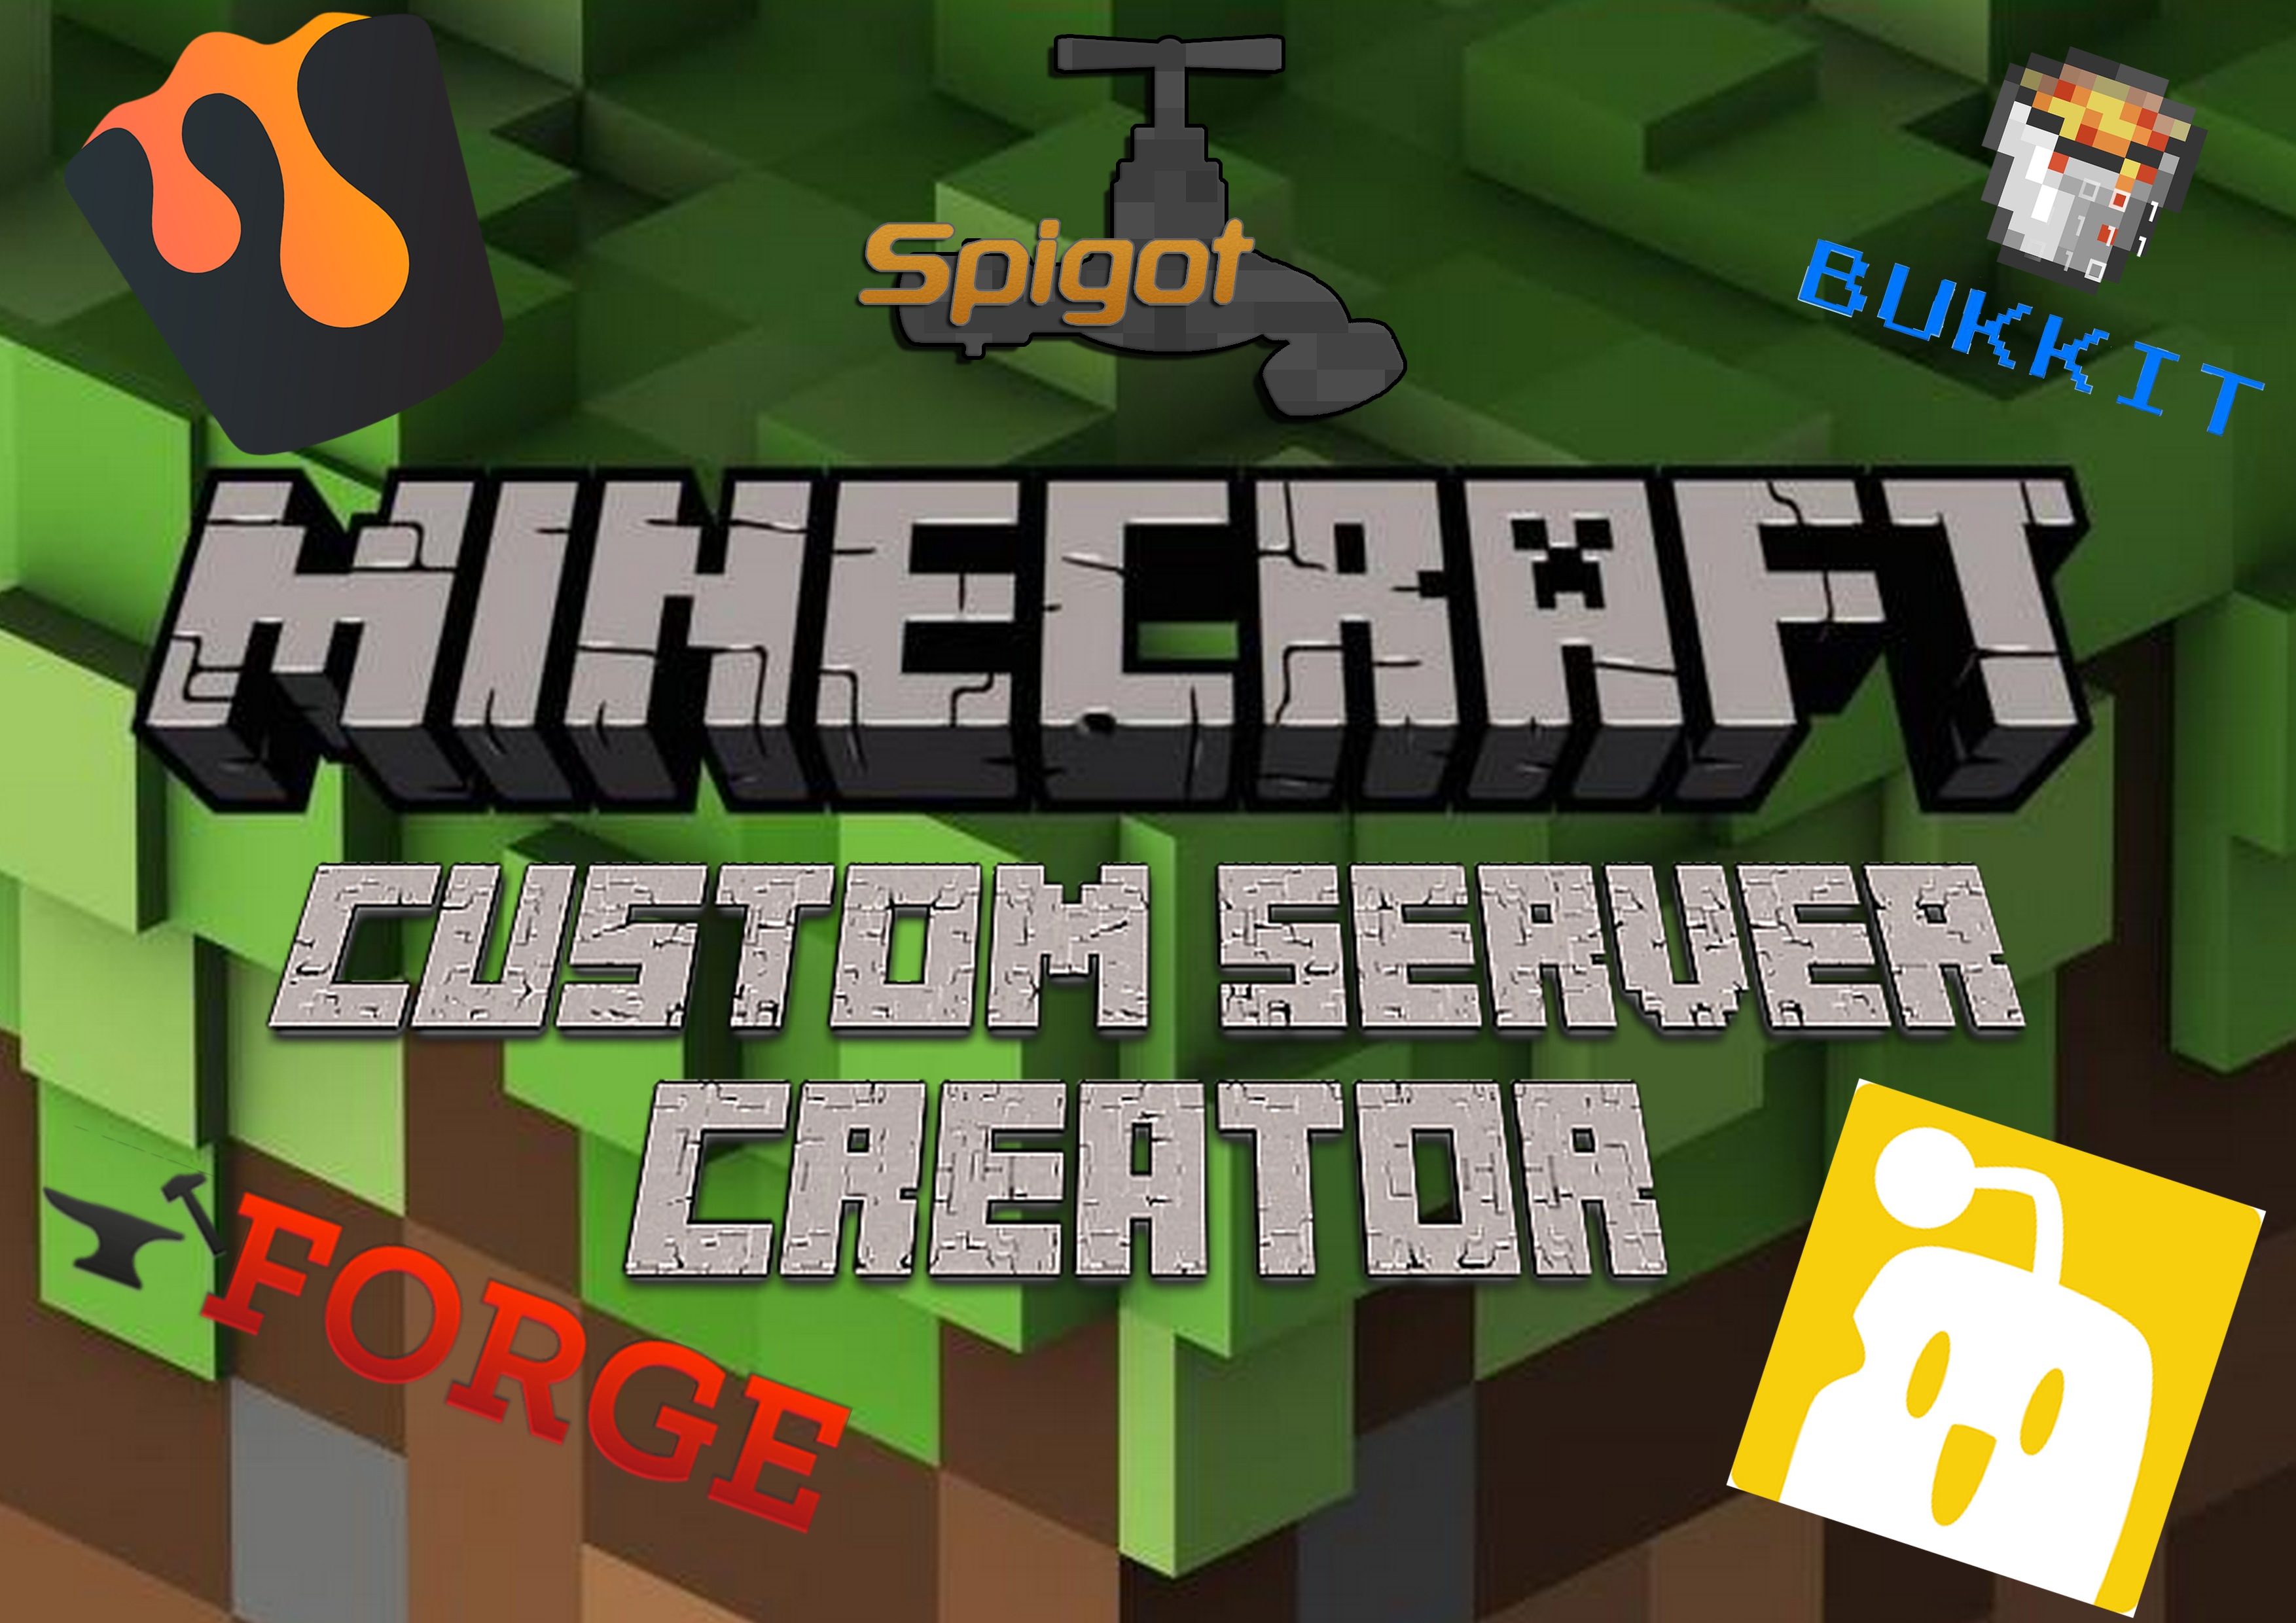 Spigot
BUKKIT
MINECRAFT
CUSTOM SERVER
CREATOR
FORGE